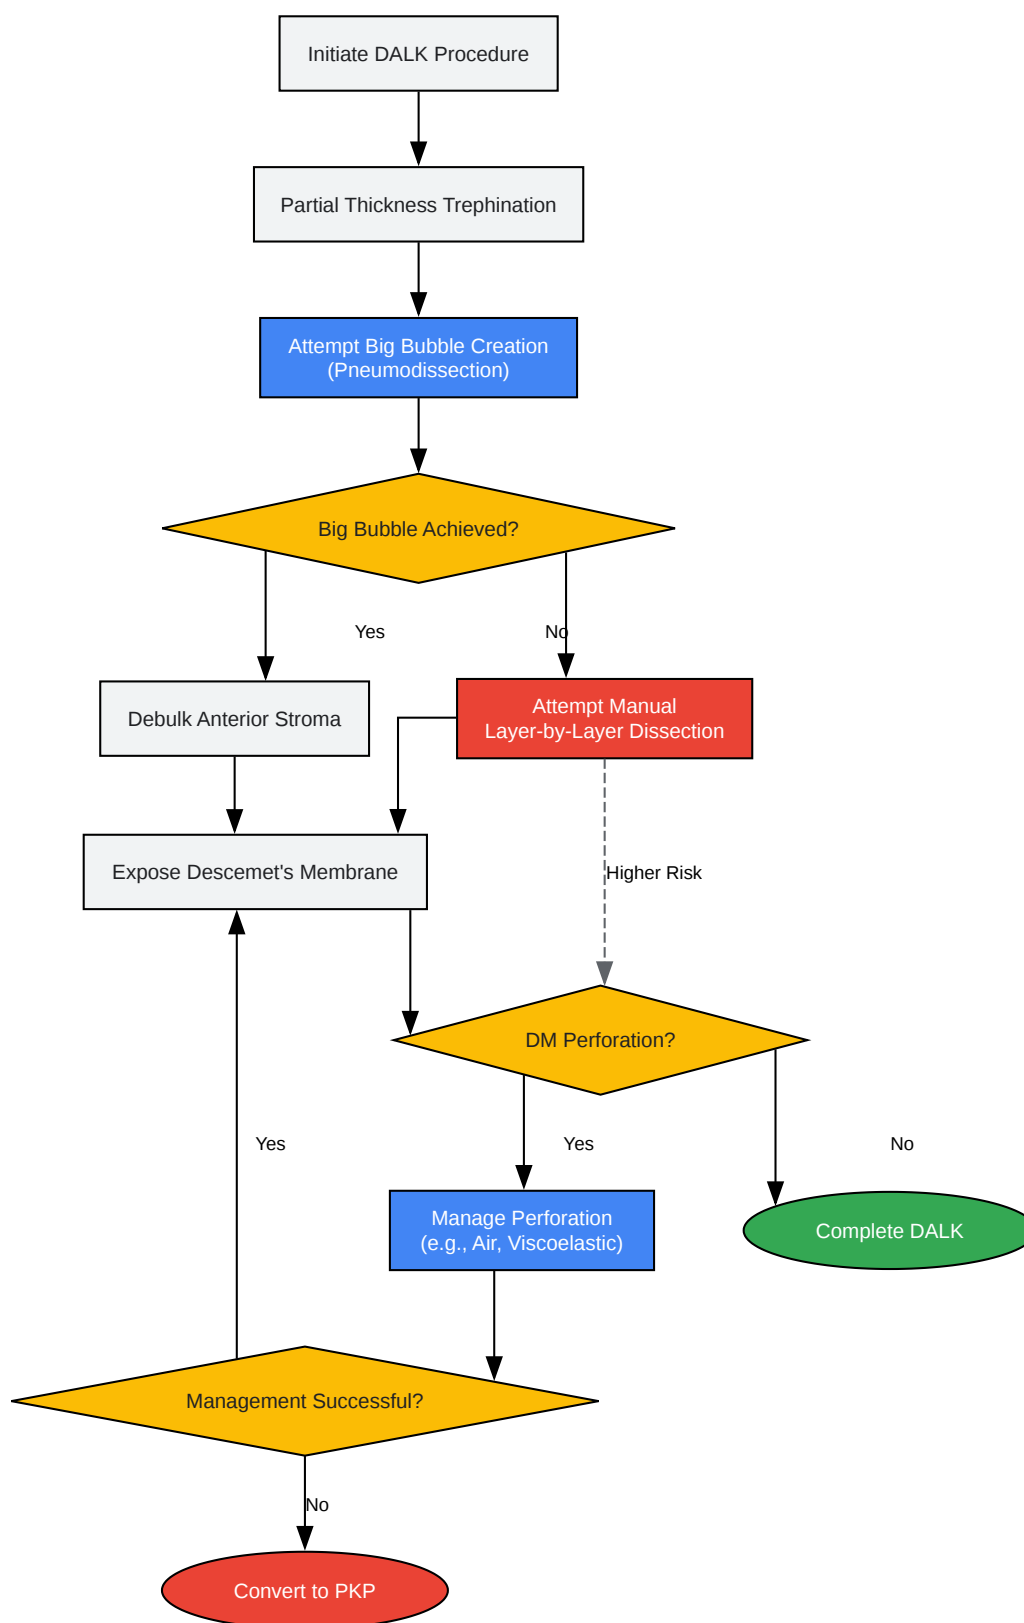 Initiate DALK Procedure
Partial Thickness Trephination
Attempt Big Bubble Creation
(Pneumodissection)
Big Bubble Achieved?
Yes
No
Debulk Anterior Stroma
Attempt Manual
Layer-by-Layer Dissection
Expose Descemet's Membrane
Higher Risk
DM Perforation?
Yes
Yes
No
Manage Perforation
(e.g., Air, Viscoelastic)
Complete DALK
Management Successful?
No
Convert to PKP